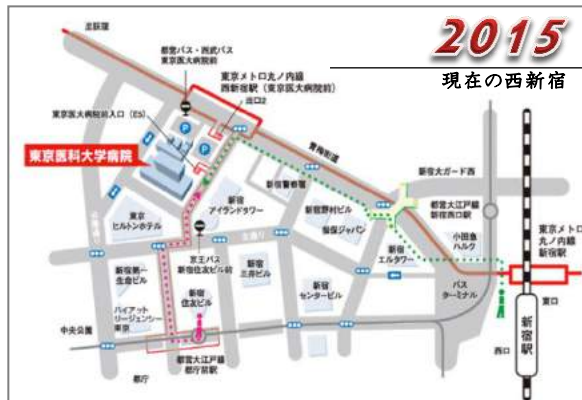 2015
現在の西新宿
至荻窪
都営バス・西武バス
東京医大病院前
東京メトロ丸ノ内線
西新宿駅（東京医大病院前）
出口2
東京医大病院前入口（E5）
P
P
P
東京医科大学病院
青梅街道
新宿警察署
新宿大ガード西
東京
ヒルトンホテル
新宿
アイランドタワー
新宿野村ビル
損保ジャパン
都営大江戸線
新宿西口駅
小田急
ハルク
東京メトロ
丸ノ内線
新宿駅
京王バス
新宿住友ビル前
新宿
エルタワー
新宿第一
生命ビル
新宿
三井ビル
新宿
住友ビル
新宿
センタービル
バス
ターミナル
東口
ハイアット
リージェンシー
東京
中央公園
新宿駅
西口
都営大江戸線
都庁前駅
都庁